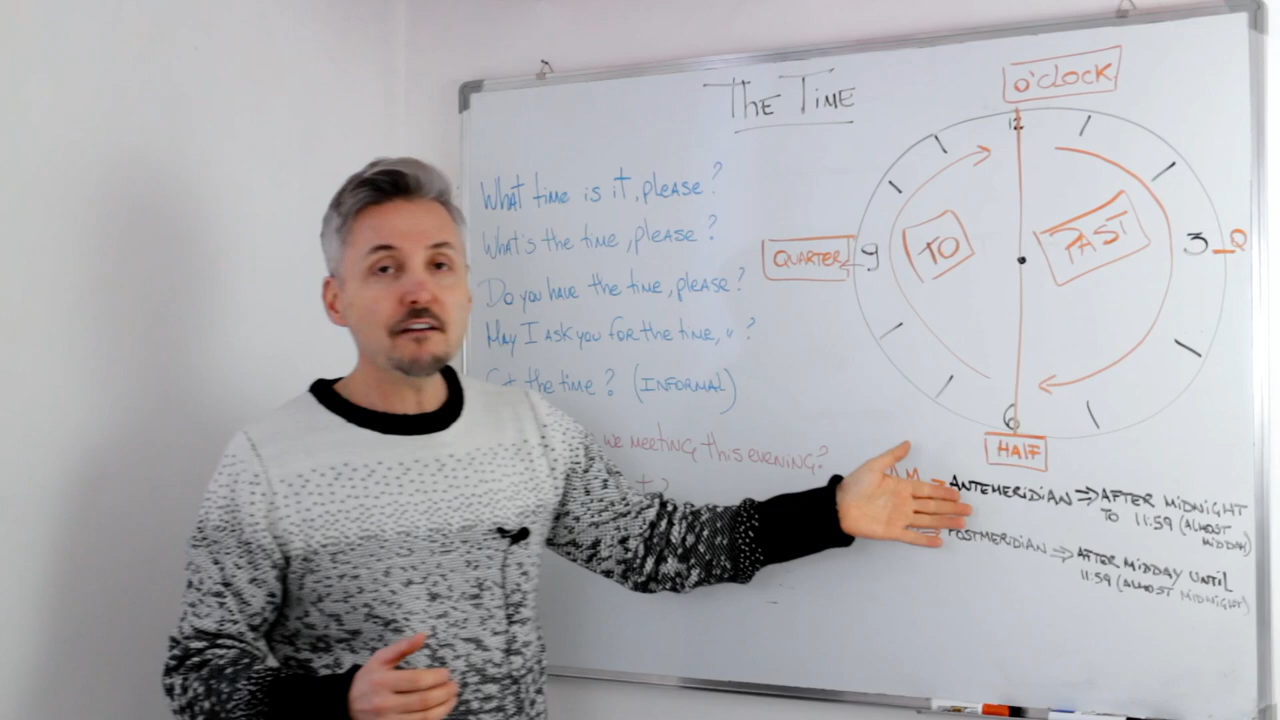 The Time
What time is it, please?
What's the time, please?
Do you have the time, please?
May I ask you for the time, " ?
the time? (INFORMAL)
we meeting this evening?
O'CLOCK
12
QUARTER
9
TO
PAST
3 Q
6
HALF
ANTEMERIDIAN ⇒ AFTER MIDNIGHT
TO 11:59 (ALMOST
MIDDAY)
POSTMERIDIAN ⇒ AFTER MIDDAY UNTIL
11:59 (ALMOST MIDNIGHT)